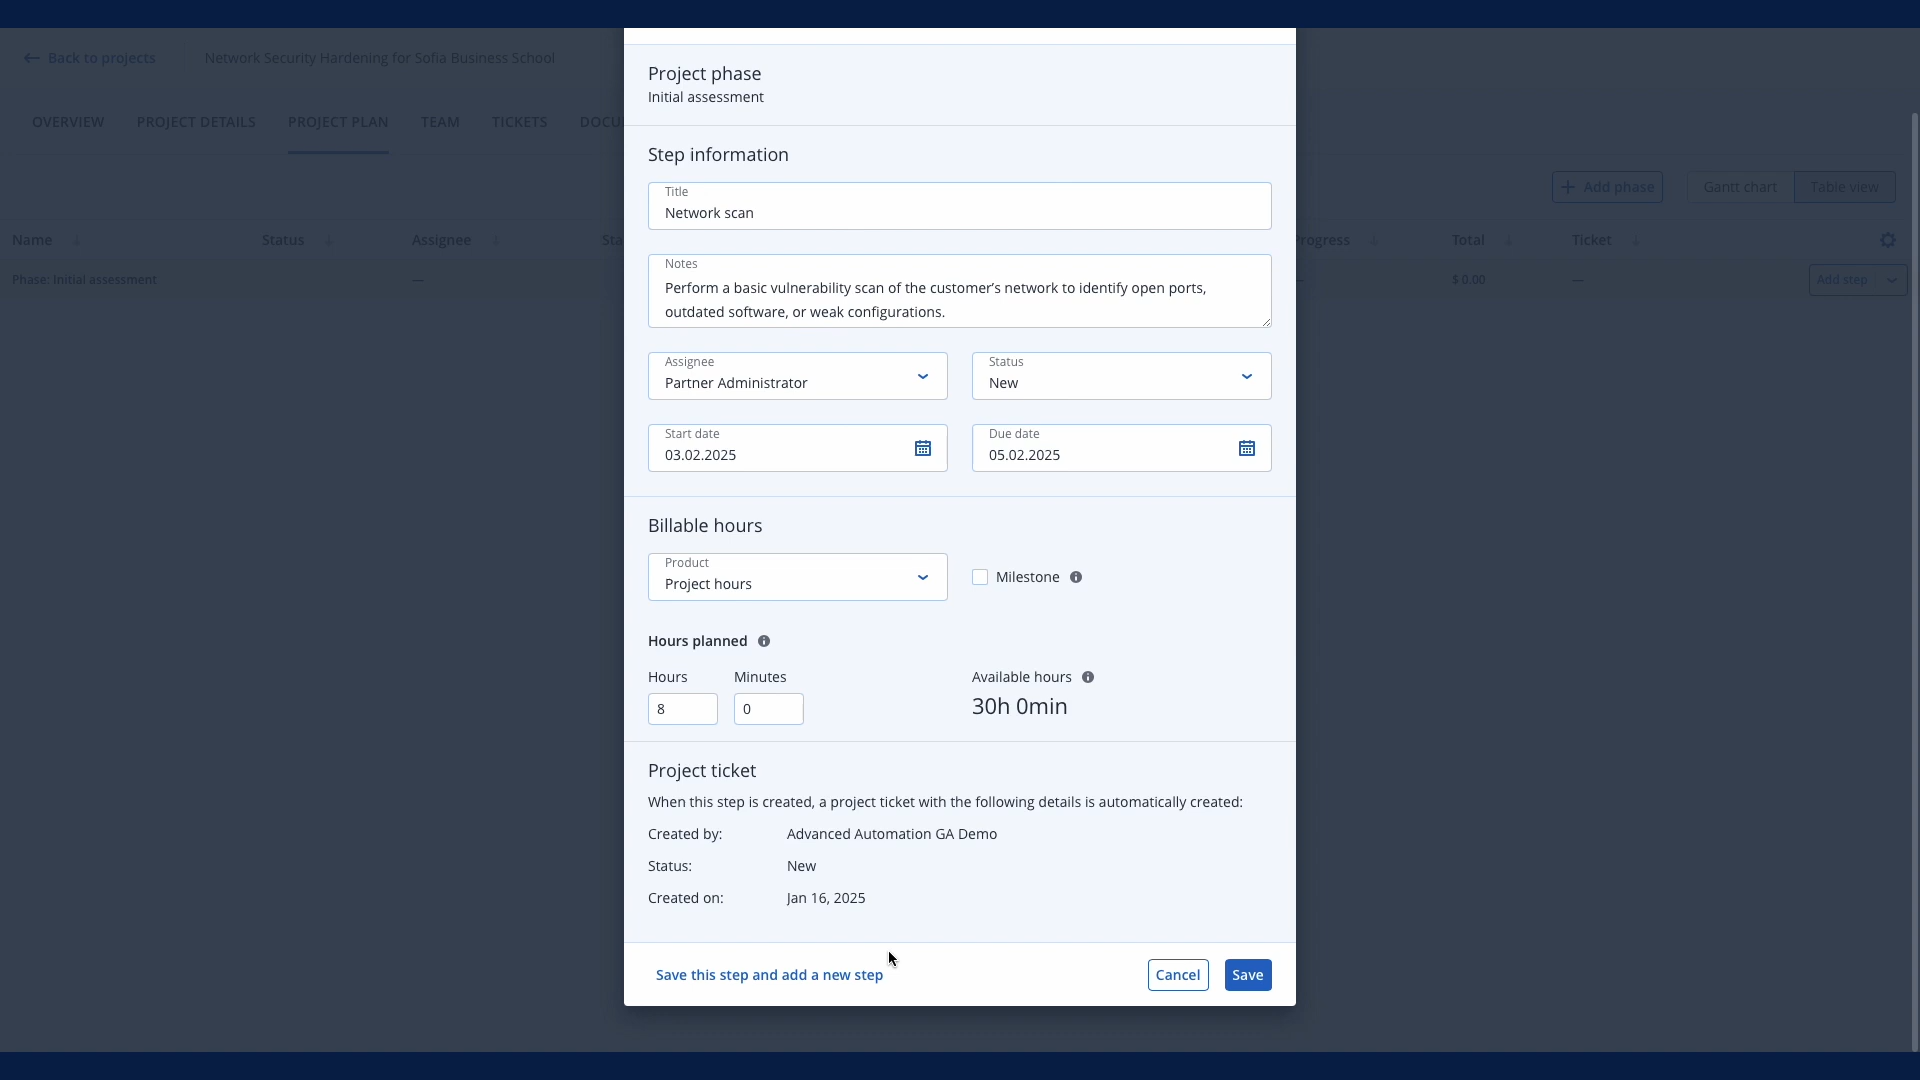 Back to projects
Network Security Hardening for Sofia Business School
OVERVIEW
PROJECT DETAILS
PROJECT PLAN
TEAM
TICKETS
Add phase
Gantt chart
Table view
Name
Status
Assignee
Progress
Total
Ticket
Phase: Initial assessment
—
—
$ 0.00
—
Add step
Project phase
Initial assessment
Step information
Title
Network scan
Notes
Perform a basic vulnerability scan of the customer’s network to identify open ports,
outdated software, or weak configurations.
Assignee
Partner Administrator
Status
New
Start date
03.02.2025
Due date
05.02.2025
Billable hours
Product
Project hours
Milestone
Hours planned
Hours
Minutes
8
0
Available hours
30h 0min
Project ticket
When this step is created, a project ticket with the following details is automatically created:
Created by: Advanced Automation GA Demo
Status: New
Created on: Jan 16, 2025
Save this step and add a new step
Cancel
Save